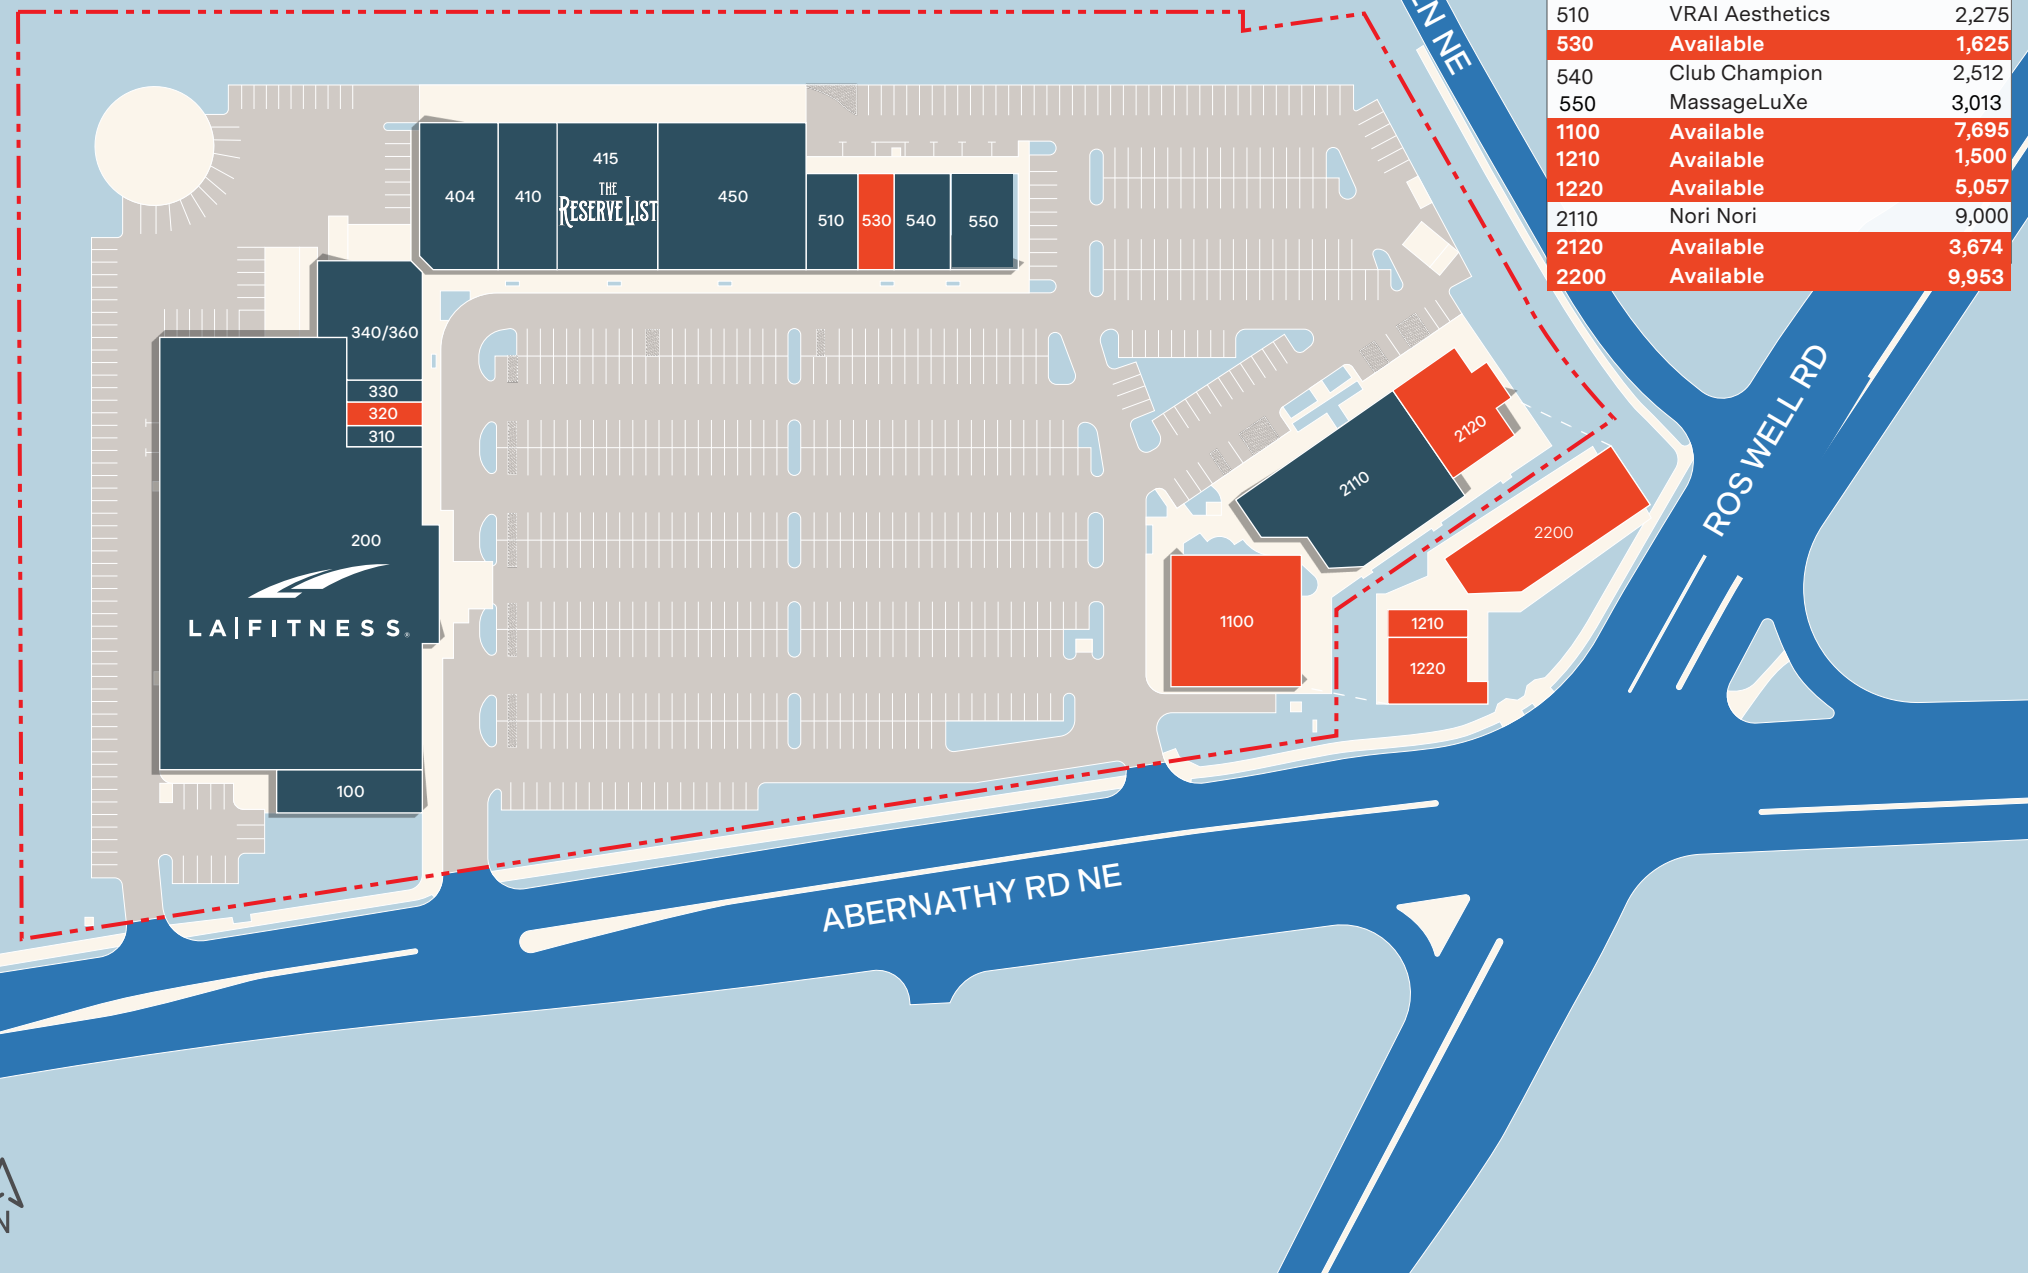 510 VRAI Aesthetics 2,275
530 Available 1,625
540 Club Champion 2,512
550 MassageLuXe 3,013
1100 Available 7,695
1210 Available 1,500
1220 Available 5,057
2110 Nori Nori 9,000
2120 Available 3,674
2200 Available 9,953
NE
404
410
415
THE
RESERVE LIST
450
510
530
540
550
340/360
330
320
310
200
LA|FITNESS®
100
2120
2110
2200
1100
1210
1220
ROS WELL RD
ABERNATHY RD NE
N